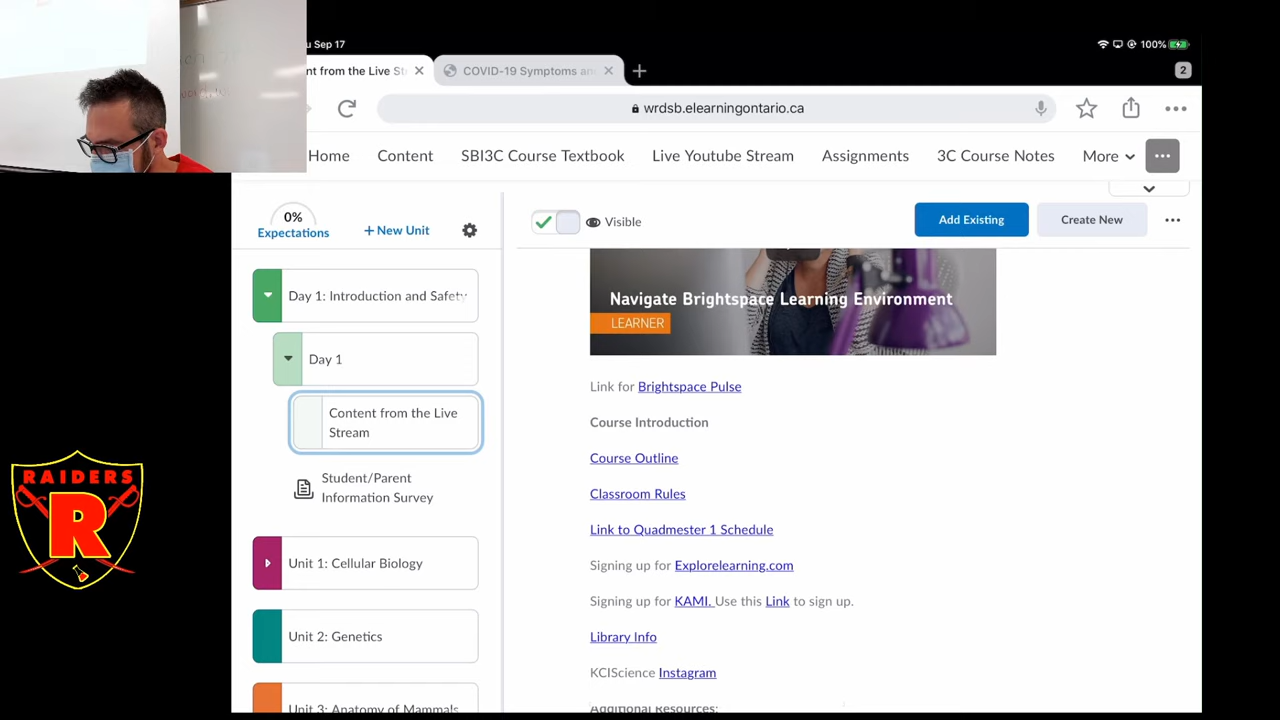 u Sep 17
100%
nt from the Live St
COVID-19 Symptoms an
2
wrdsb.elearningontario.ca
Home
Content
SBI3C Course Textbook
Live Youtube Stream
Assignments
3C Course Notes
More
0%
Expectations
+ New Unit
Visible
Add Existing
Create New
Day 1: Introduction and Safety
Day 1
Content from the Live
Stream
Student/Parent
Information Survey
Unit 1: Cellular Biology
Unit 2: Genetics
Unit 3: Anatomy of Mammals
Navigate Brightspace Learning Environment
LEARNER
Link for Brightspace Pulse
Course Introduction
Course Outline
Classroom Rules
Link to Quadmester 1 Schedule
Signing up for Explorelearning.com
Signing up for KAMI. Use this Link to sign up.
Library Info
KCIScience Instagram
Additional Resources:
RAIDERS
R